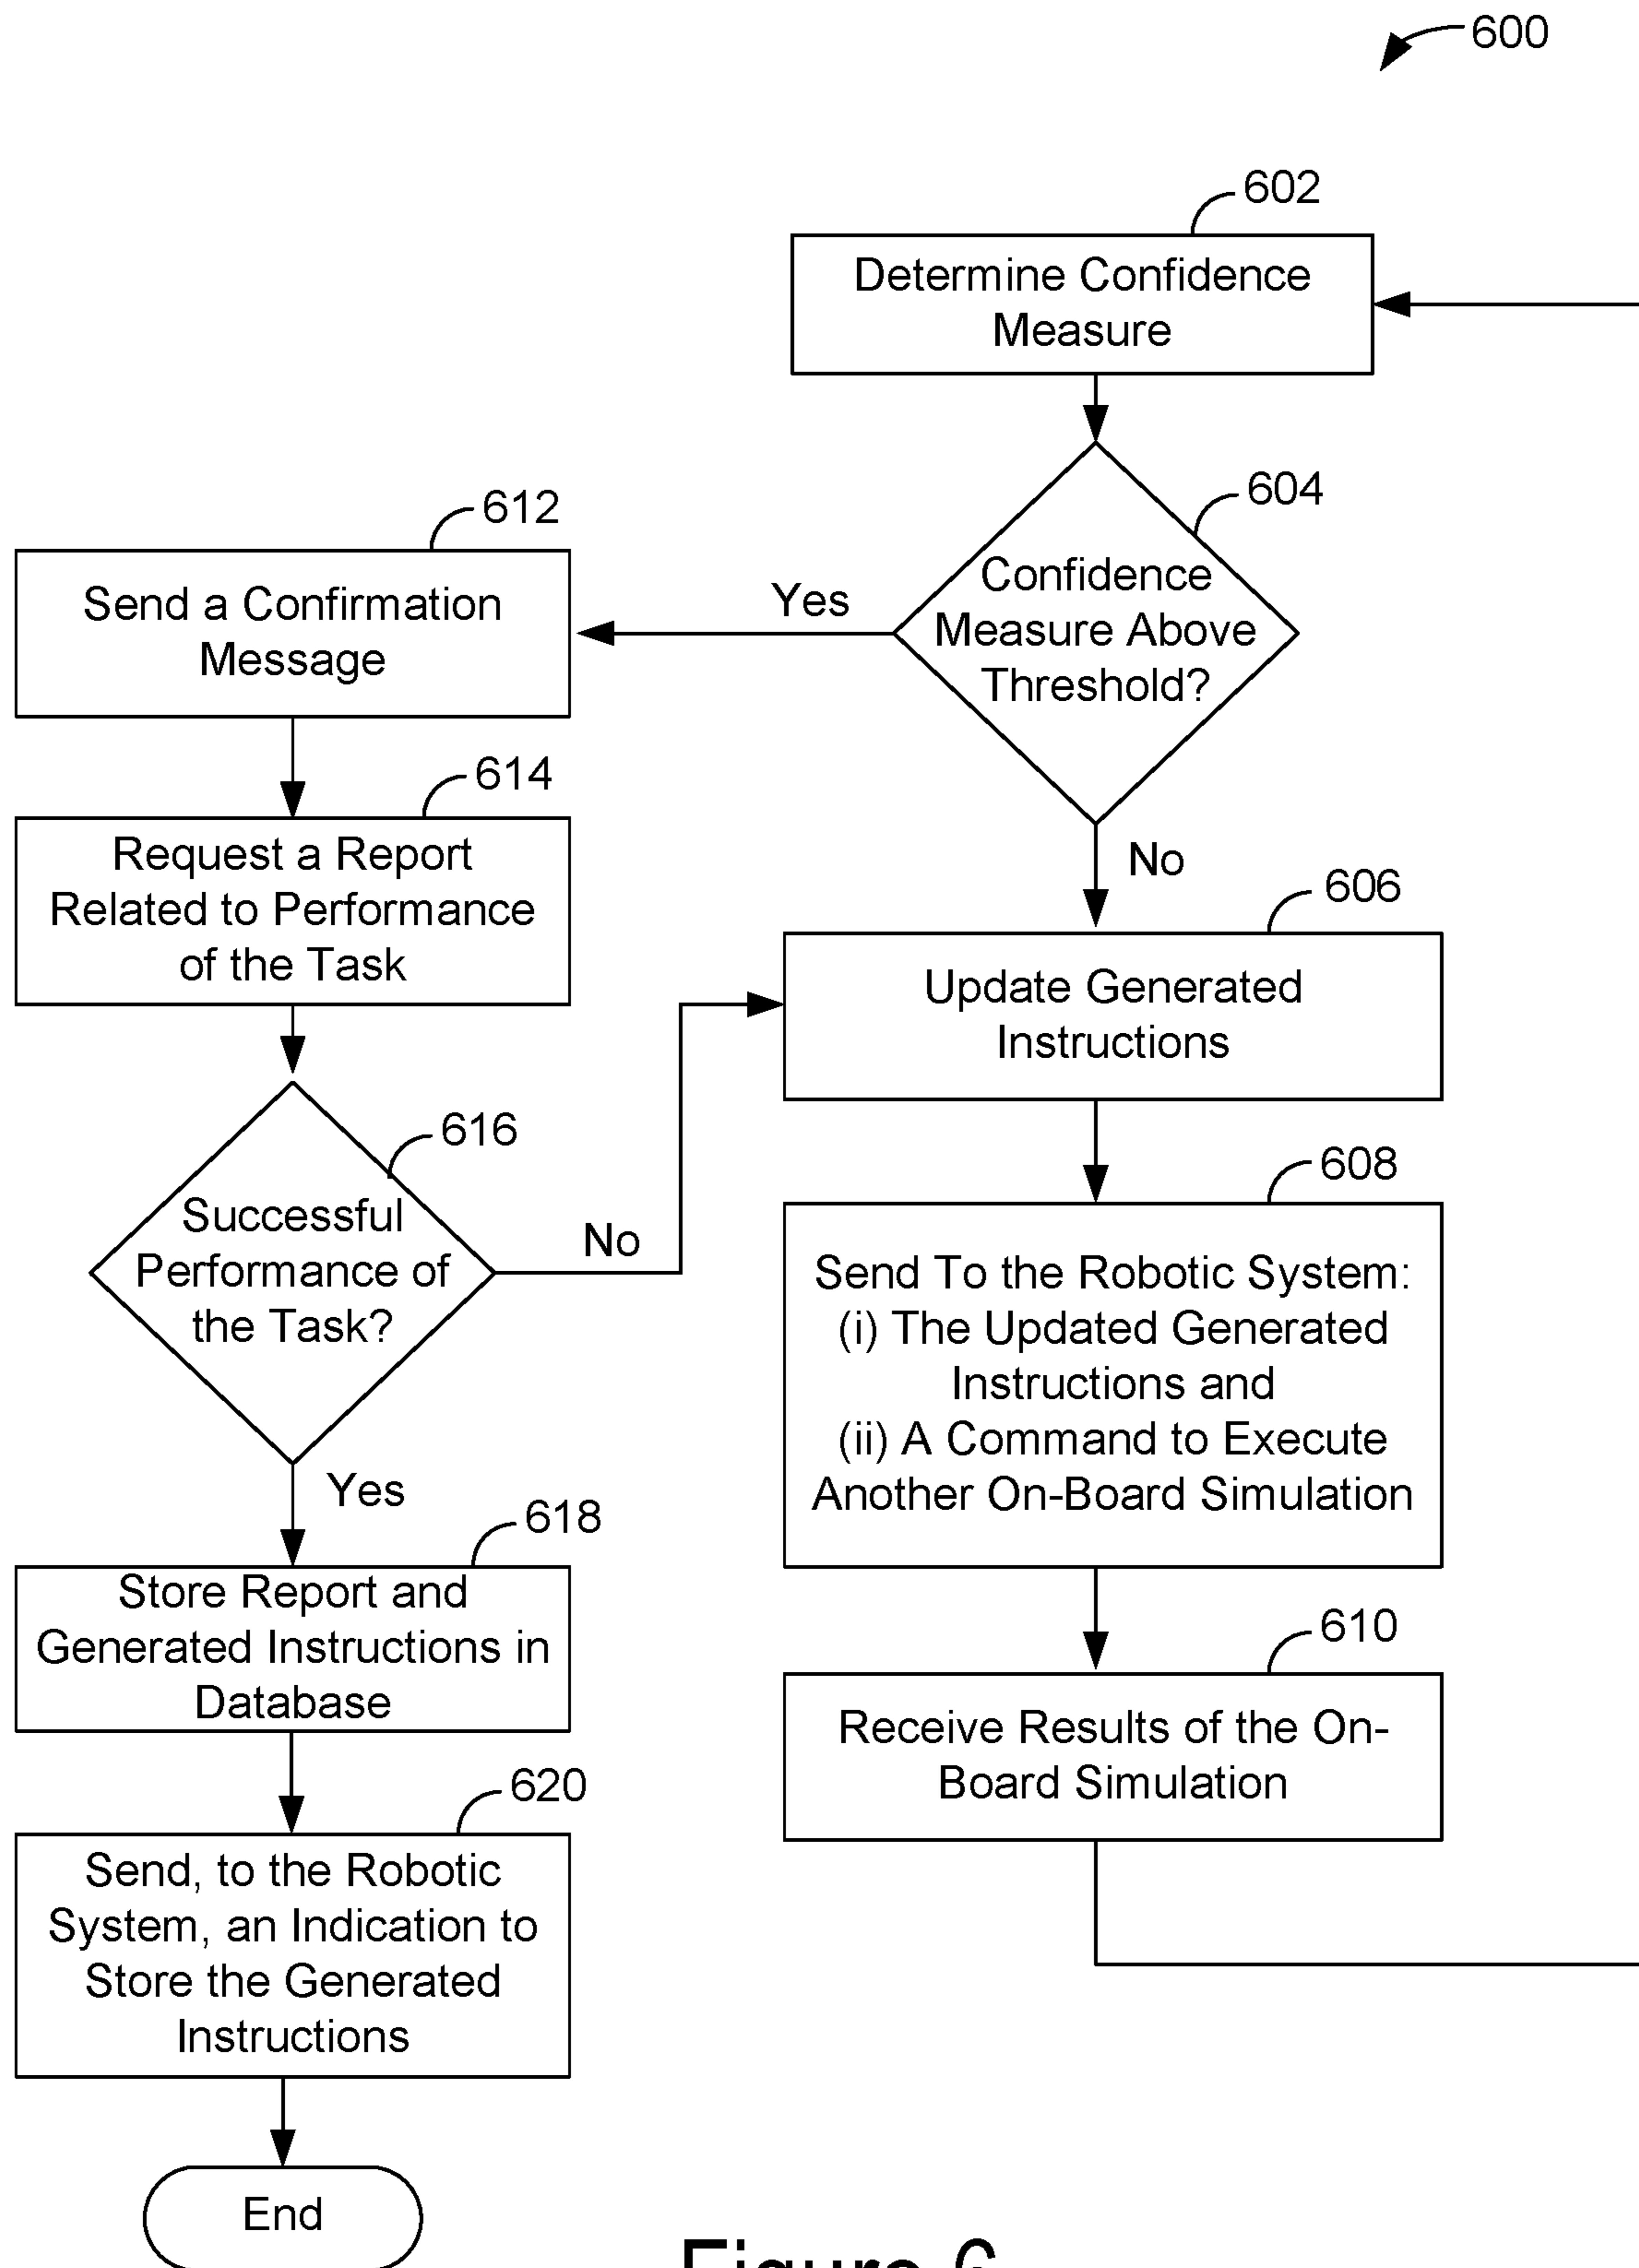 600
602
Determine Confidence
Measure
604
Confidence
Measure Above
Threshold?
Yes
No
612
Send a Confirmation
Message
614
Request a Report
Related to Performance
of the Task
616
Successful
Performance of
the Task?
No
Yes
606
Update Generated
Instructions
608
Send To the Robotic System:
(i) The Updated Generated
Instructions and
(ii) A Command to Execute
Another On-Board Simulation
610
Receive Results of the On-
Board Simulation
618
Store Report and
Generated Instructions in
Database
620
Send, to the Robotic
System, an Indication to
Store the Generated
Instructions
End
Figure 6